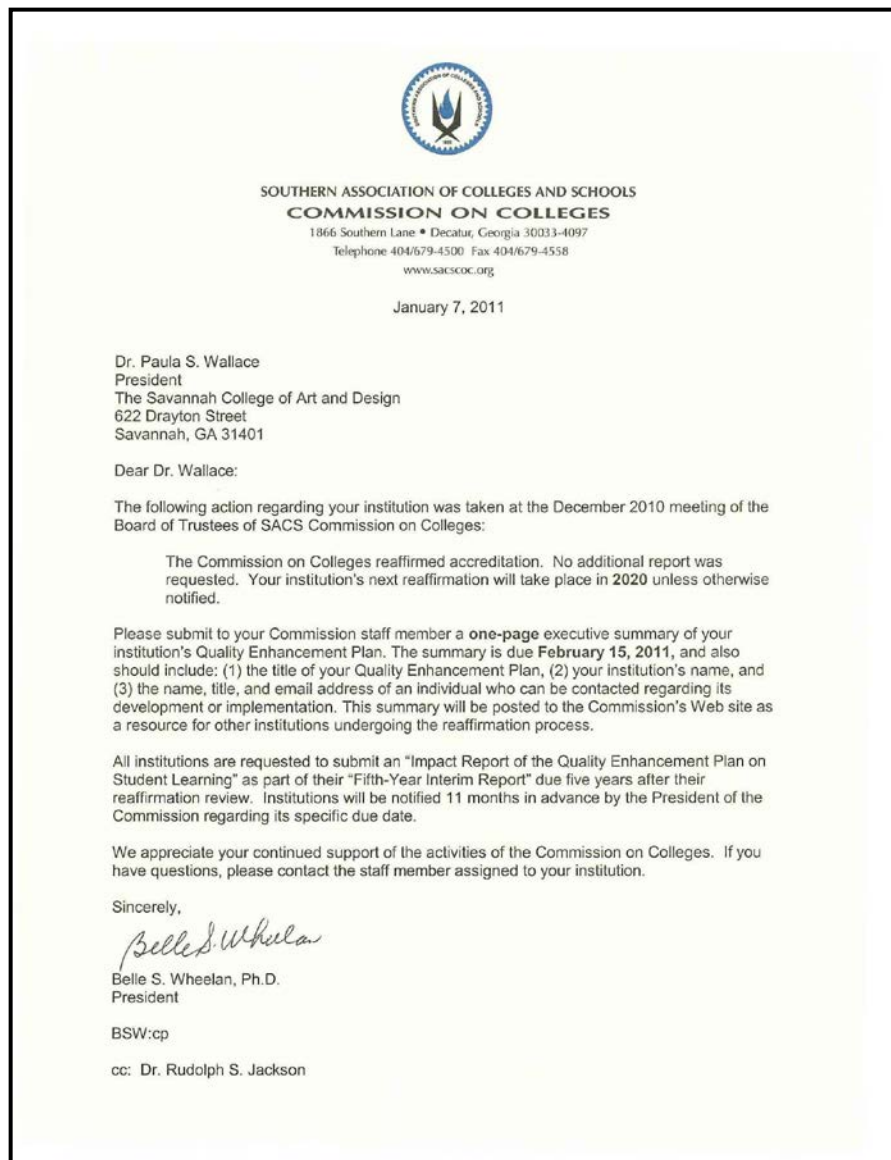 SOUTHERN ASSOCIATION OF COLLEGES AND SCHOOLS
SOUTHERN ASSOCIATION OF COLLEGES AND SCHOOLS
COMMISSION ON COLLEGES
1866 Southern Lane • Decatur, Georgia 30033-4097
Telephone 404/679-4500 Fax 404/679-4558
www.sacscoc.org
January 7, 2011
Dr. Paula S. Wallace
President
The Savannah College of Art and Design
622 Drayton Street
Savannah, GA 31401
Dear Dr. Wallace:
The following action regarding your institution was taken at the December 2010 meeting of the
Board of Trustees of SACS Commission on Colleges:
The Commission on Colleges reaffirmed accreditation. No additional report was
requested. Your institution's next reaffirmation will take place in 2020 unless otherwise
notified.
Please submit to your Commission staff member a one-page executive summary of your
institution's Quality Enhancement Plan. The summary is due February 15, 2011, and also
should include: (1) the title of your Quality Enhancement Plan, (2) your institution's name, and
(3) the name, title, and email address of an individual who can be contacted regarding its
development or implementation. This summary will be posted to the Commission's Web site as
a resource for other institutions undergoing the reaffirmation process.
All institutions are requested to submit an “Impact Report of the Quality Enhancement Plan on
Student Learning” as part of their “Fifth-Year Interim Report” due five years after their
reaffirmation review. Institutions will be notified 11 months in advance by the President of the
Commission regarding its specific due date.
We appreciate your continued support of the activities of the Commission on Colleges. If you
have questions, please contact the staff member assigned to your institution.
Sincerely,
Belle S. Wheelan
Belle S. Wheelan, Ph.D.
President
BSW:cp
cc: Dr. Rudolph S. Jackson